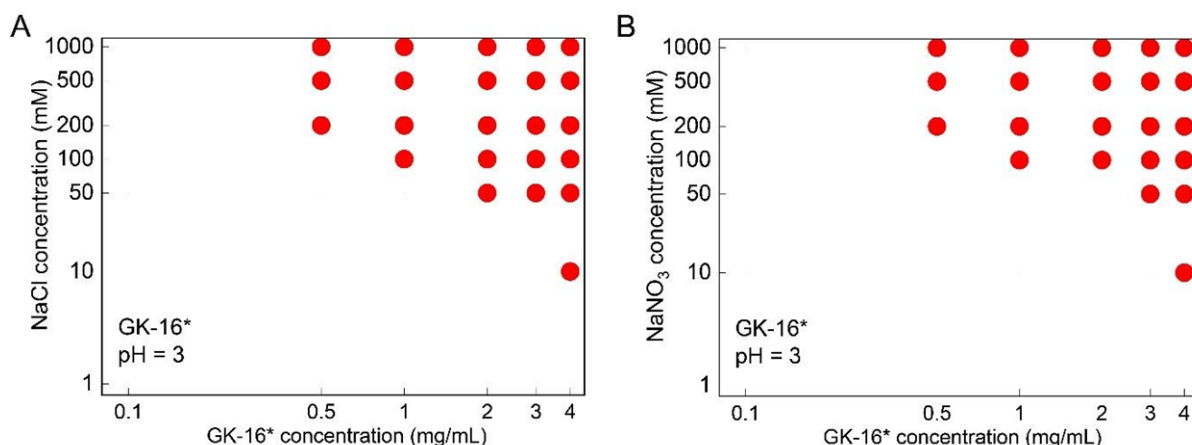 A
NaCl concentration (mM)
1000
500
200
100
50
10
1
GK-16*
pH = 3
0.1 0.5 1 2 3 4
GK-16* concentration (mg/mL)
B
NaNO₃ concentration (mM)
1000
500
200
100
50
10
1
GK-16*
pH = 3
0.1 0.5 1 2 3 4
GK-16* concentration (mg/mL)